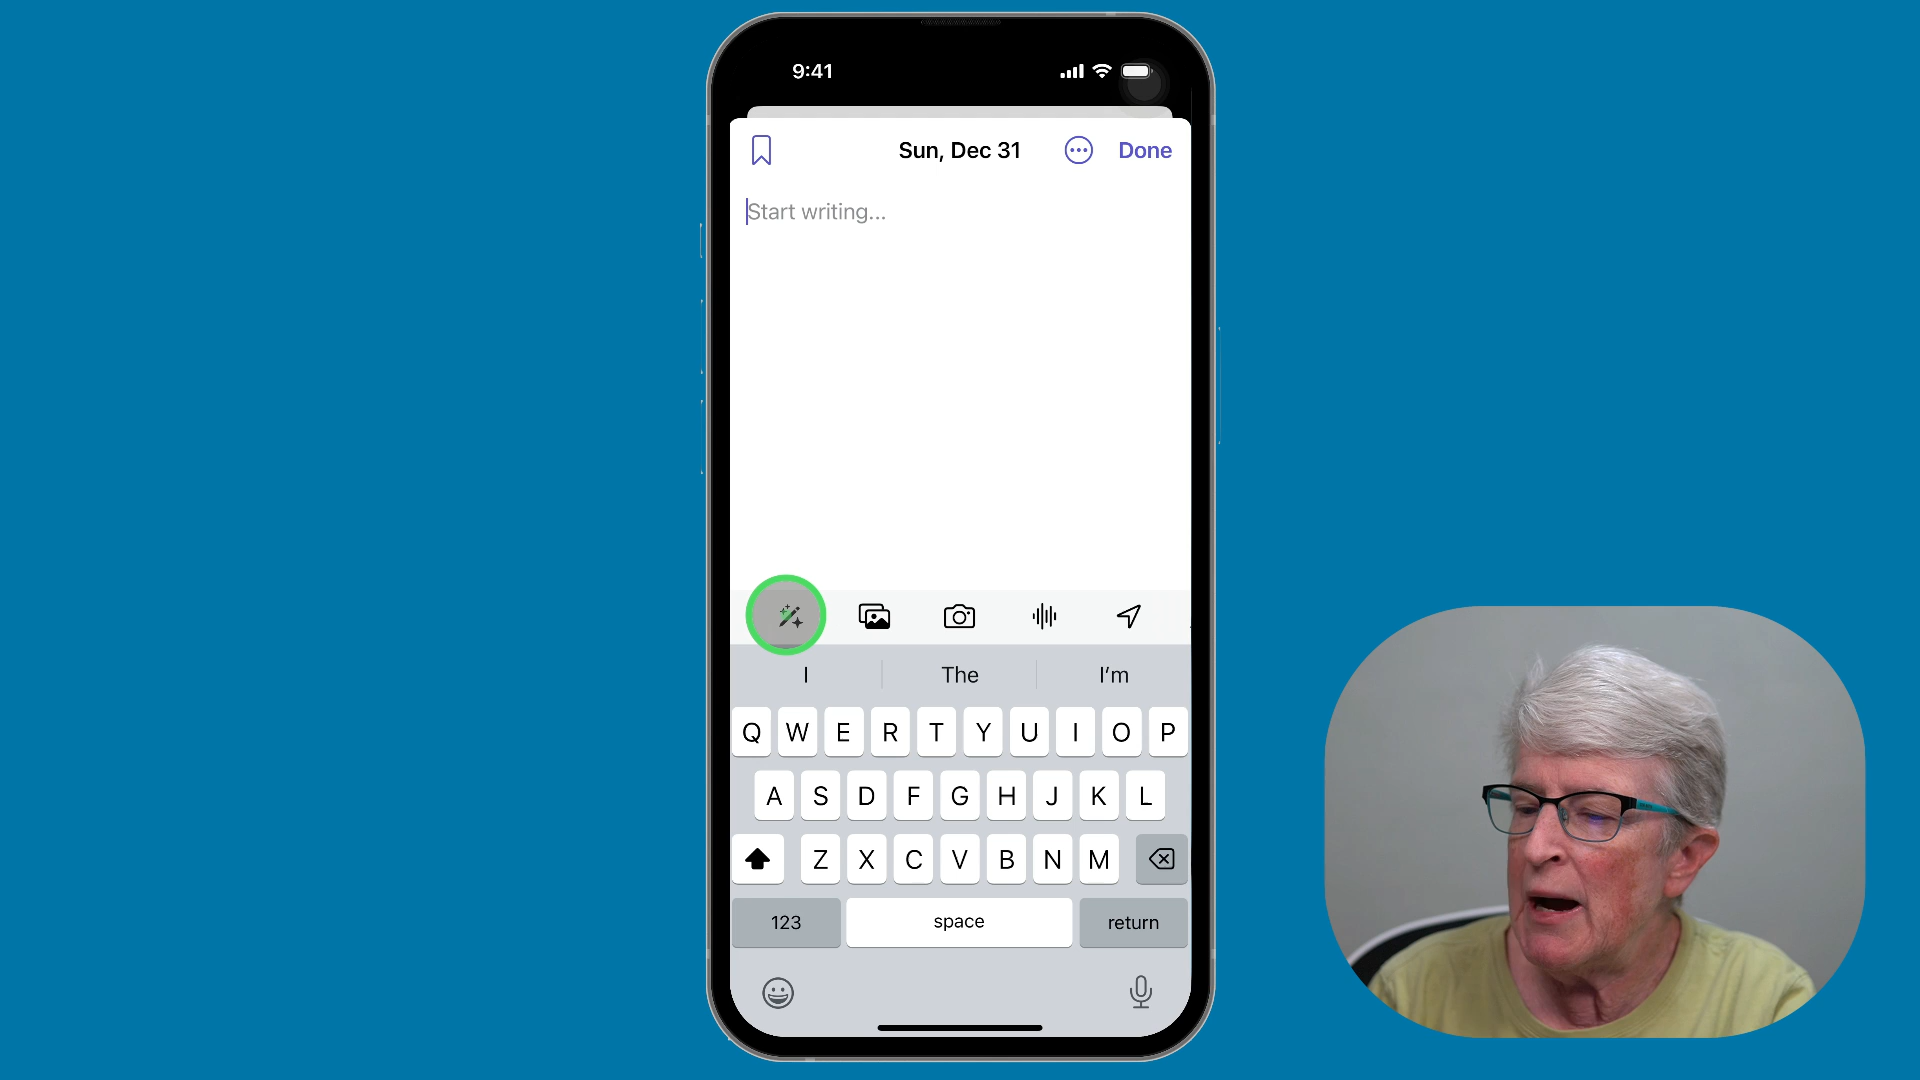 9:41
Sun, Dec 31
Done
Start writing...
I The I'm
Q W E R T Y U I O P
A S D F G H J K L
Z X C V B N M
123 space return